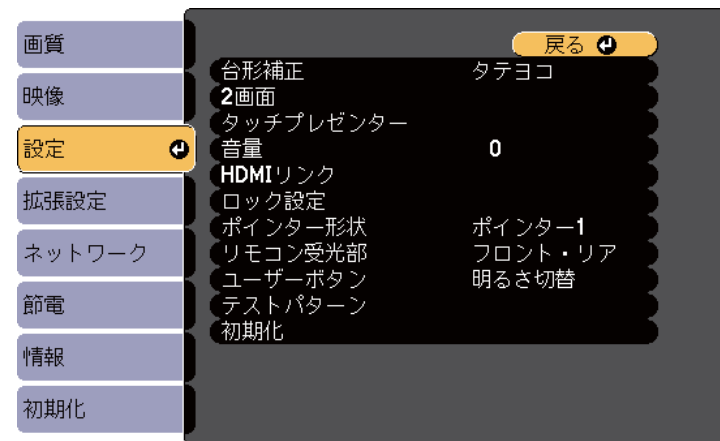 画質
映像
設定
拡張設定
ネットワーク
節電
情報
初期化
戻る
台形補正 タテヨコ
2画面
タッチプレゼンター
音量 0
HDMIリンク
ロック設定
ポインター形状 ポインター1
リモコン受光部 フロント・リア
ユーザーボタン 明るさ切替
テストパターン
初期化